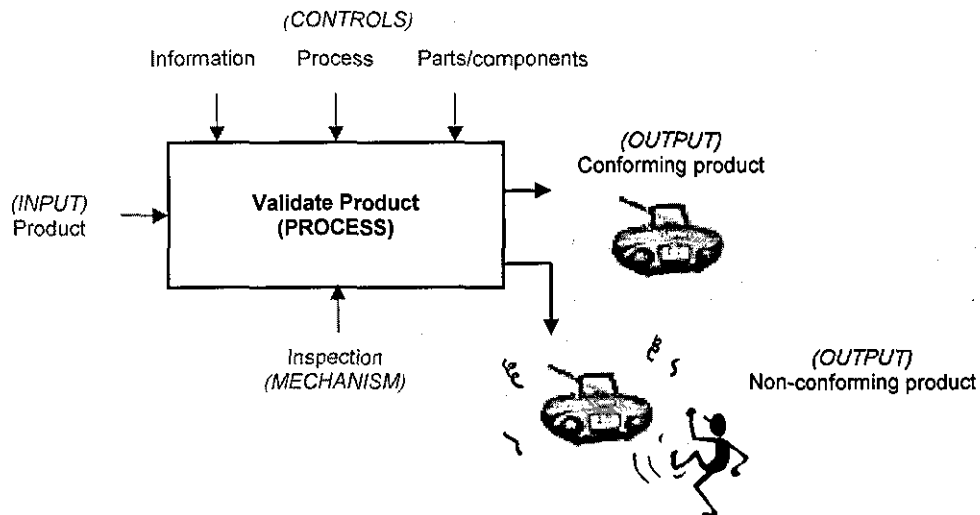 (CONTROLS)
Information Process Parts/components
(OUTPUT)
Conforming product
Validate Product
(PROCESS)
(INPUT)
Product
Inspection
(MECHANISM)
(OUTPUT)
Non-conforming product